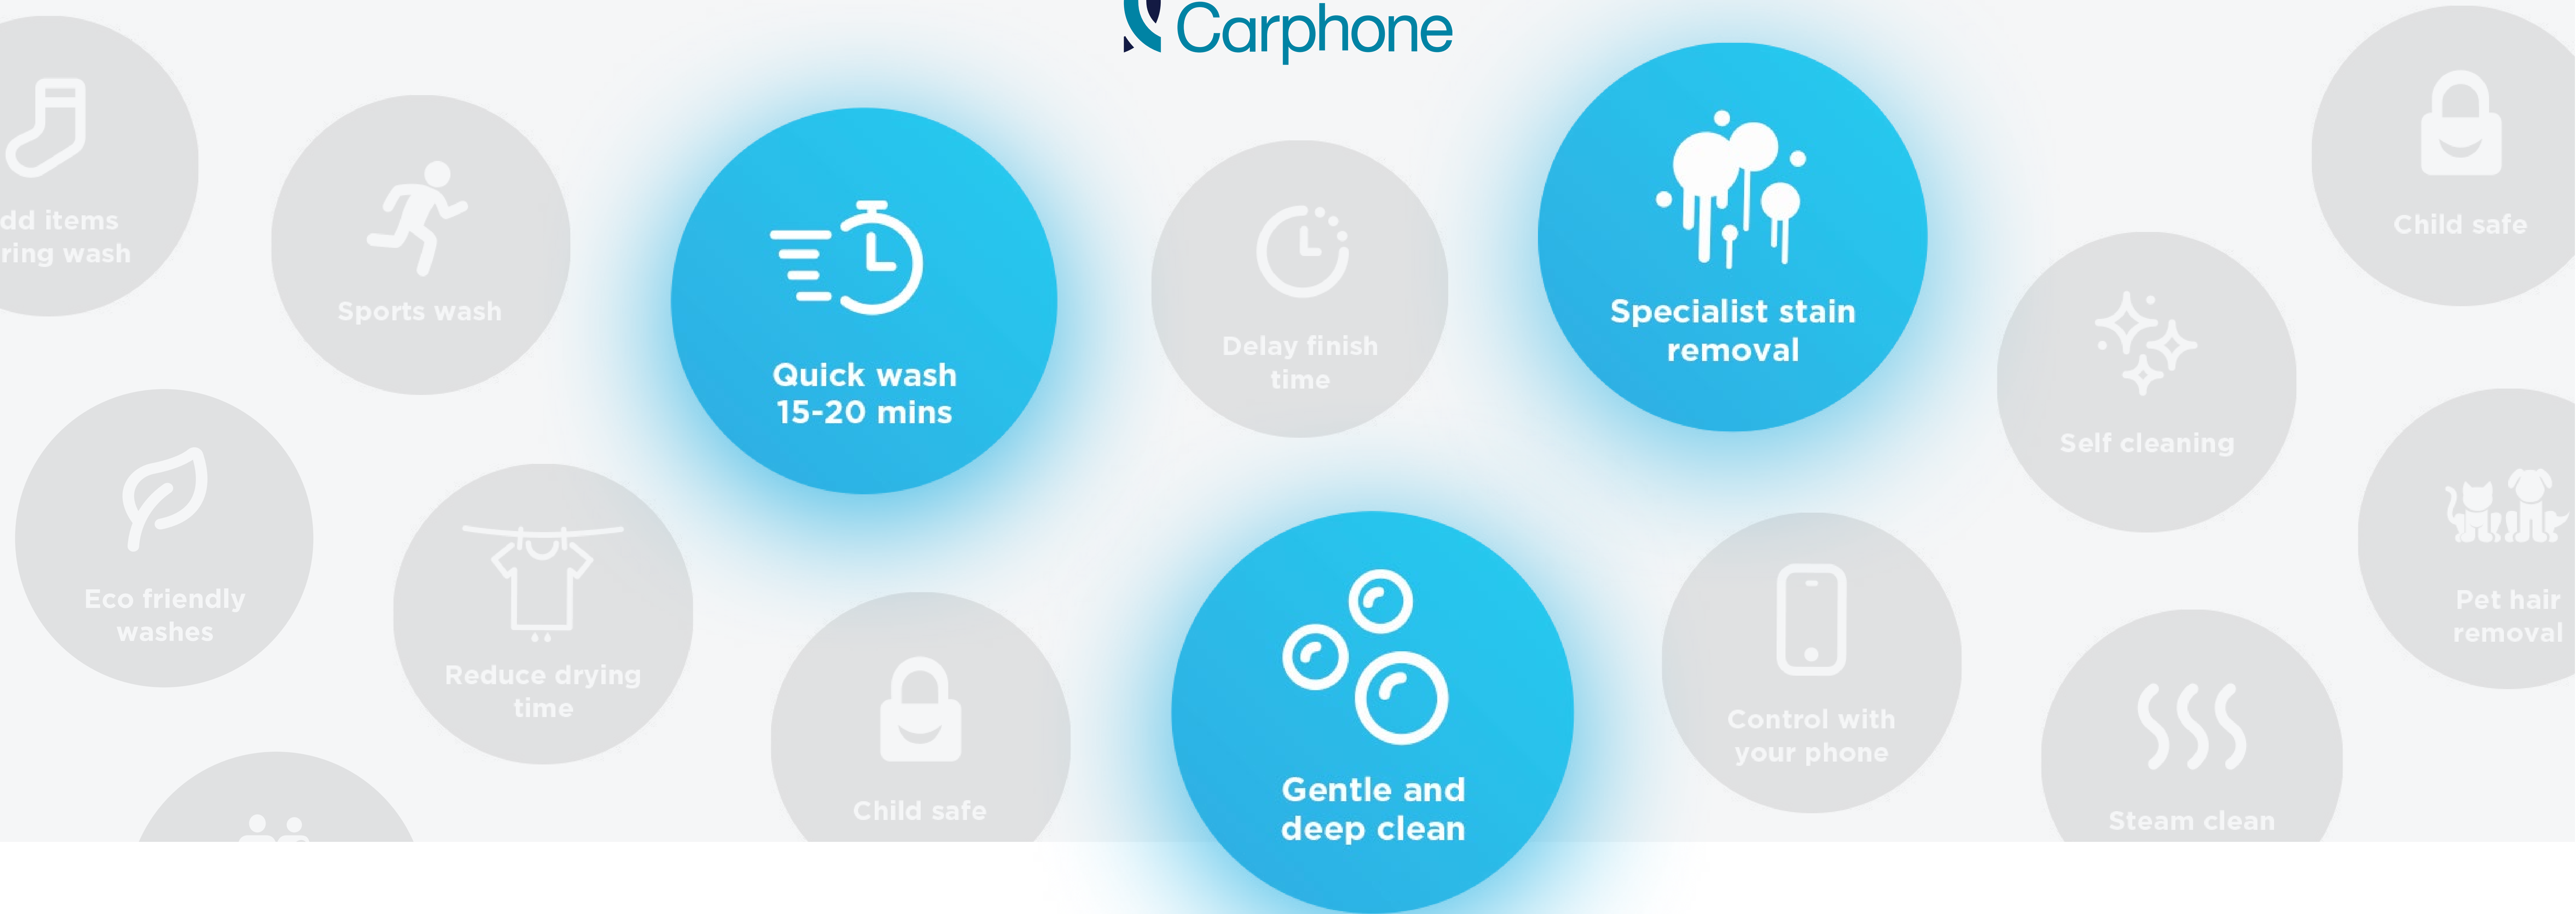 Carphone
dd items
ring wash
Sports wash
Quick wash
15-20 mins
Delay finish
time
Specialist stain
removal
Child safe
Self cleaning
Eco friendly
washes
Reduce drying
time
Child safe
Gentle and
deep clean
Control with
your phone
Pet hair
removal
Steam clean